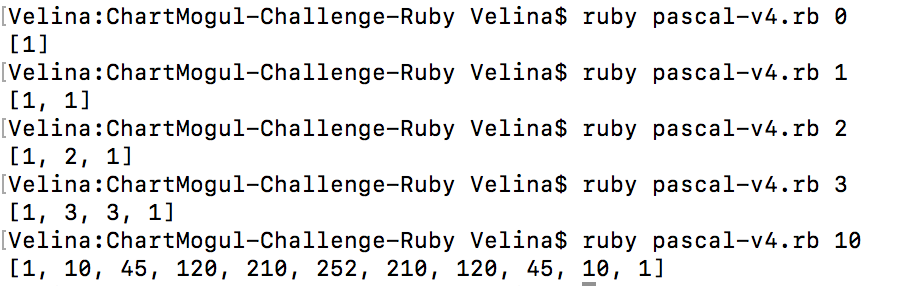 [Velina:ChartMogul-Challenge-Ruby Velina$ ruby pascal-v4.rb 0
[1]
[Velina:ChartMogul-Challenge-Ruby Velina$ ruby pascal-v4.rb 1
[1, 1]
[Velina:ChartMogul-Challenge-Ruby Velina$ ruby pascal-v4.rb 2
[1, 2, 1]
[Velina:ChartMogul-Challenge-Ruby Velina$ ruby pascal-v4.rb 3
[1, 3, 3, 1]
[Velina:ChartMogul-Challenge-Ruby Velina$ ruby pascal-v4.rb 10
[1, 10, 45, 120, 210, 252, 210, 120, 45, 10, 1]